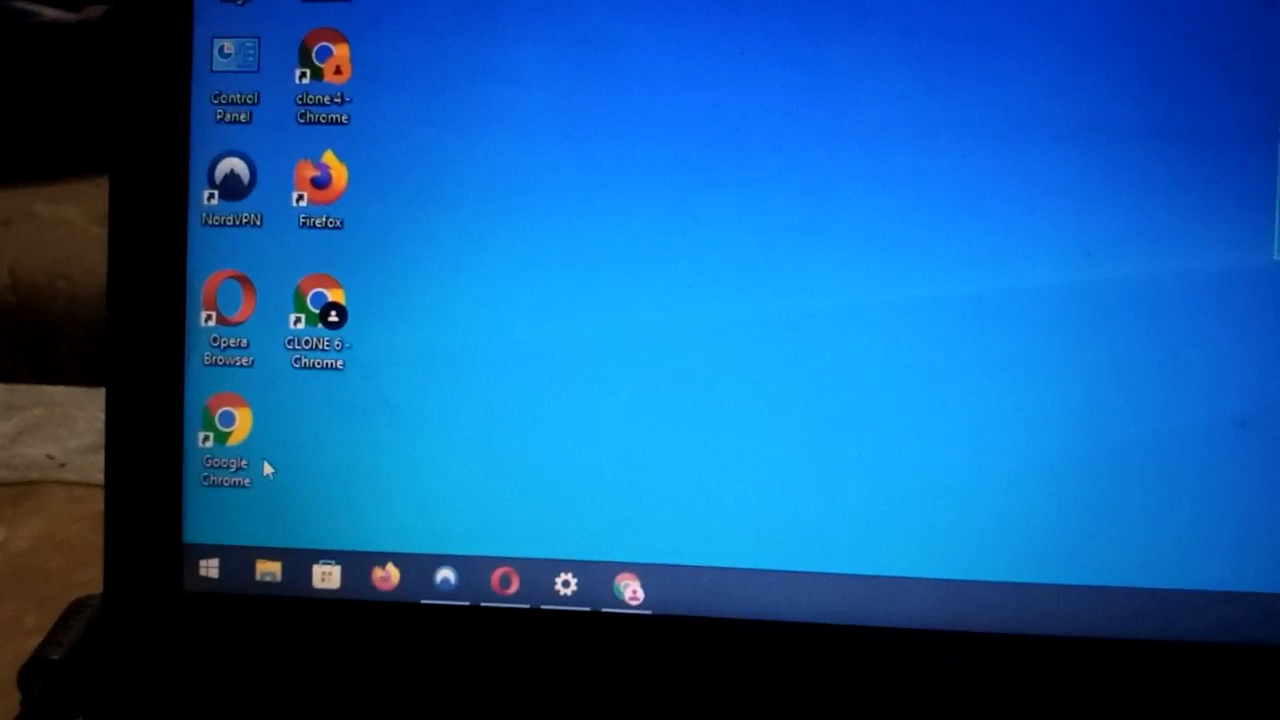 Control
Panel
clone 4 -
Chrome
NordVPN
Firefox
Opera
Browser
CLONE 6 -
Chrome
Google
Chrome